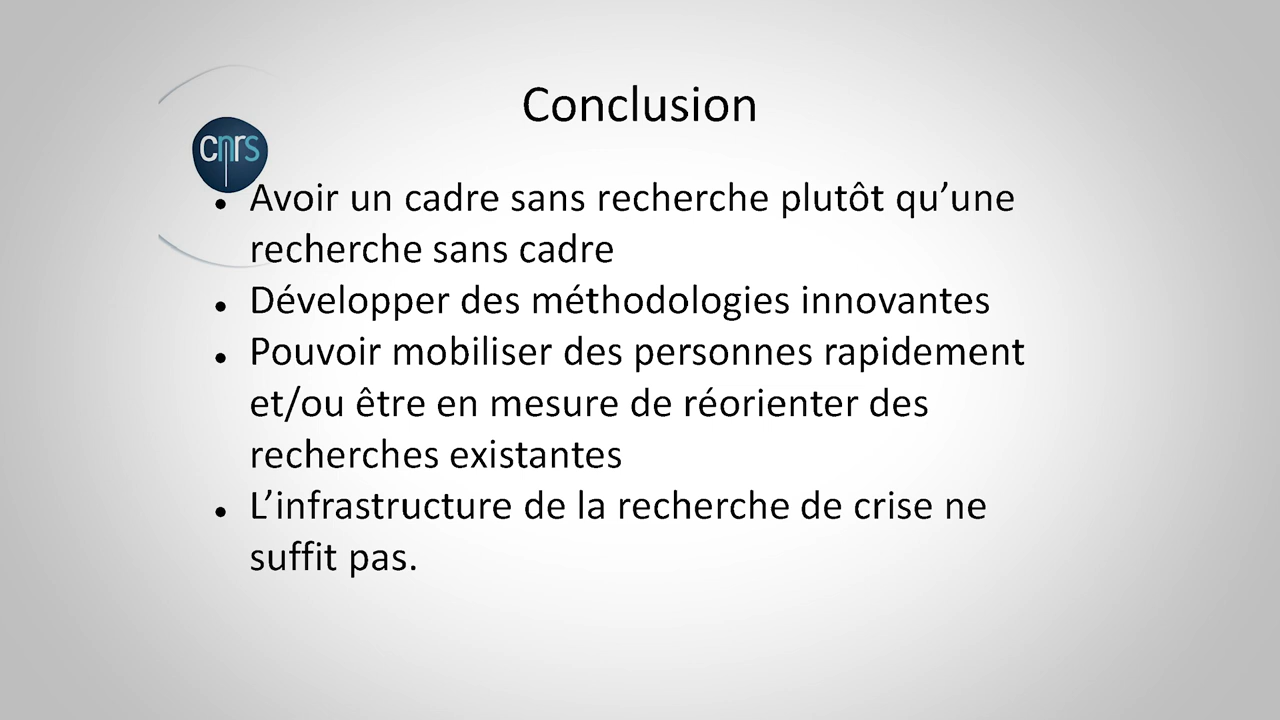 Conclusion
cnrs
• Avoir un cadre sans recherche plutôt qu’une
recherche sans cadre
• Développer des méthodologies innovantes
• Pouvoir mobiliser des personnes rapidement
et/ou être en mesure de réorienter des
recherches existantes
• L’infrastructure de la recherche de crise ne
suffit pas.